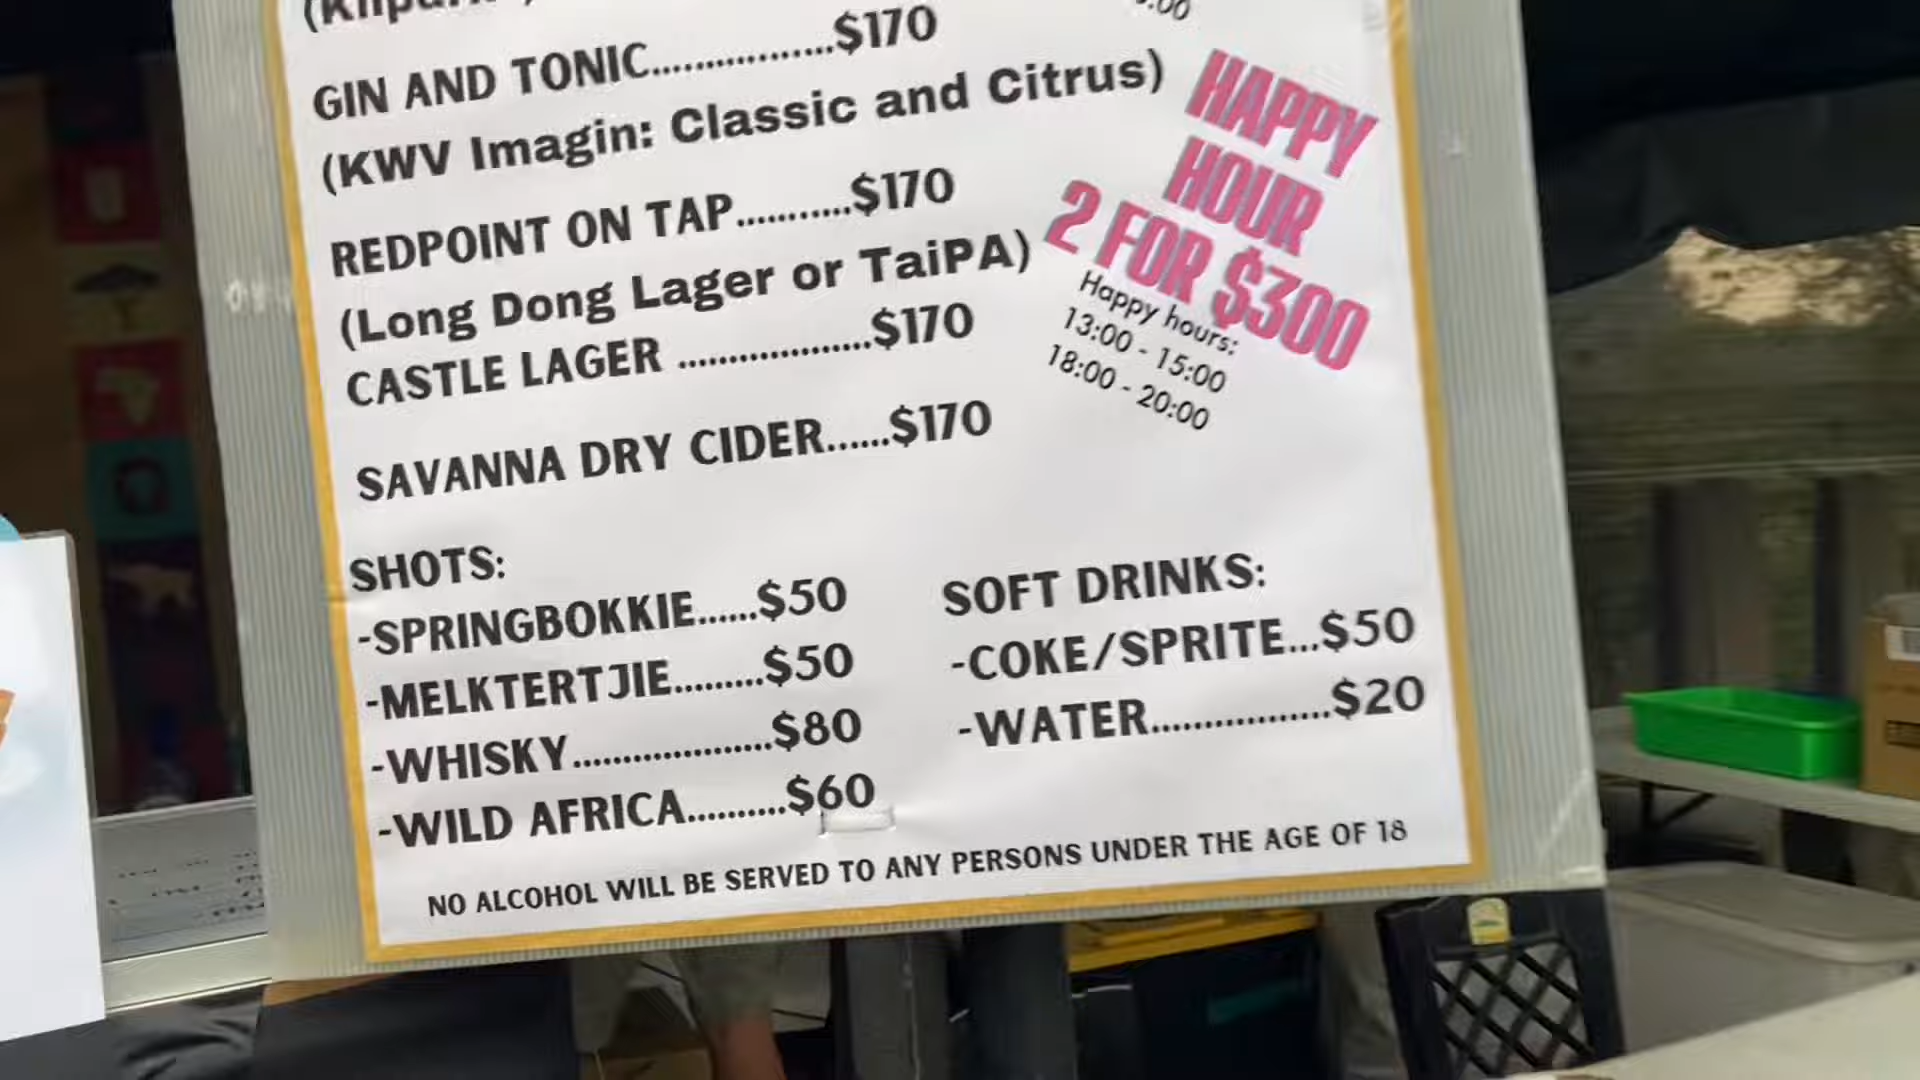 GIN AND TONIC................$170
(KWV Imagin: Classic and Citrus)
REDPOINT ON TAP...........$170
(Long Dong Lager or TaiPA)
CASTLE LAGER ...................$170
SAVANNA DRY CIDER......$170
HAPPY
HOUR
2 FOR $300
Happy hours:
13:00 - 15:00
18:00 - 20:00
SHOTS:
-SPRINGBOKKIE......$50
-MELKTERTJIE.........$50
-WHISKY...................$80
-WILD AFRICA..........$60
SOFT DRINKS:
-COKE/SPRITE...$50
-WATER.................$20
NO ALCOHOL WILL BE SERVED TO ANY PERSONS UNDER THE AGE OF 18